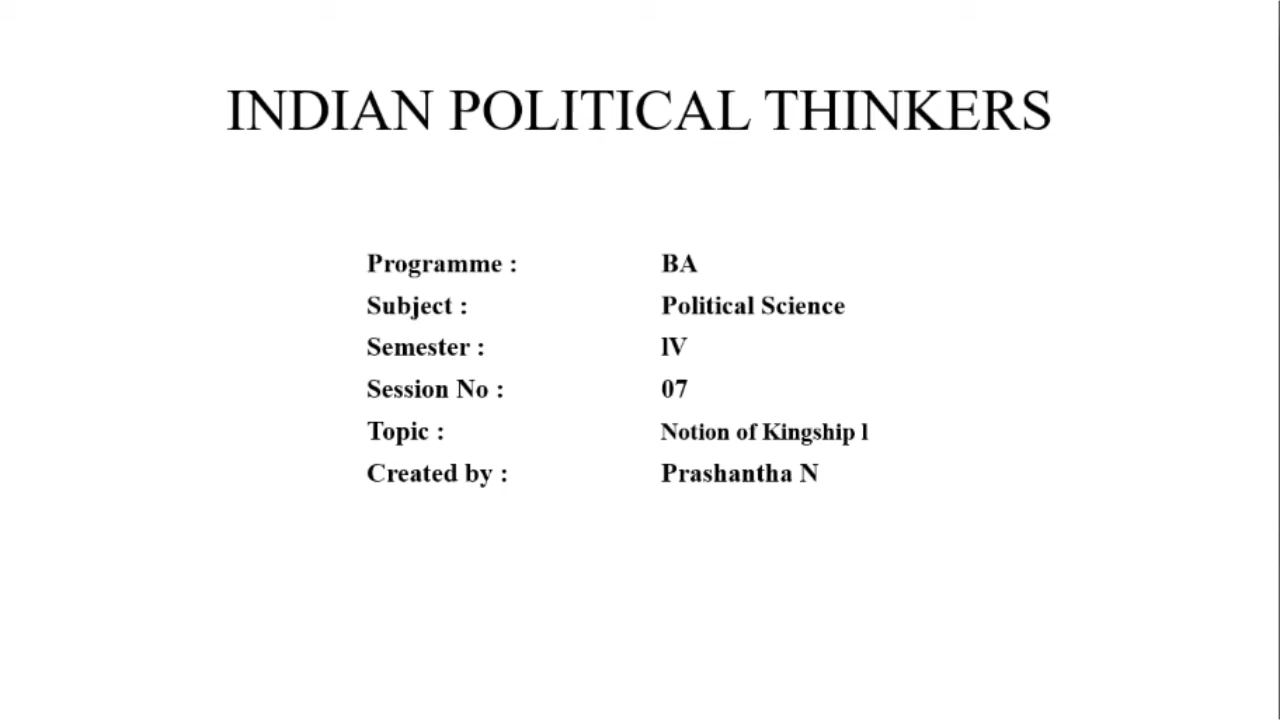 INDIAN POLITICAL THINKERS
Programme : BA
Subject : Political Science
Semester : lV
Session No : 07
Topic : Notion of Kingship l
Created by : Prashantha N